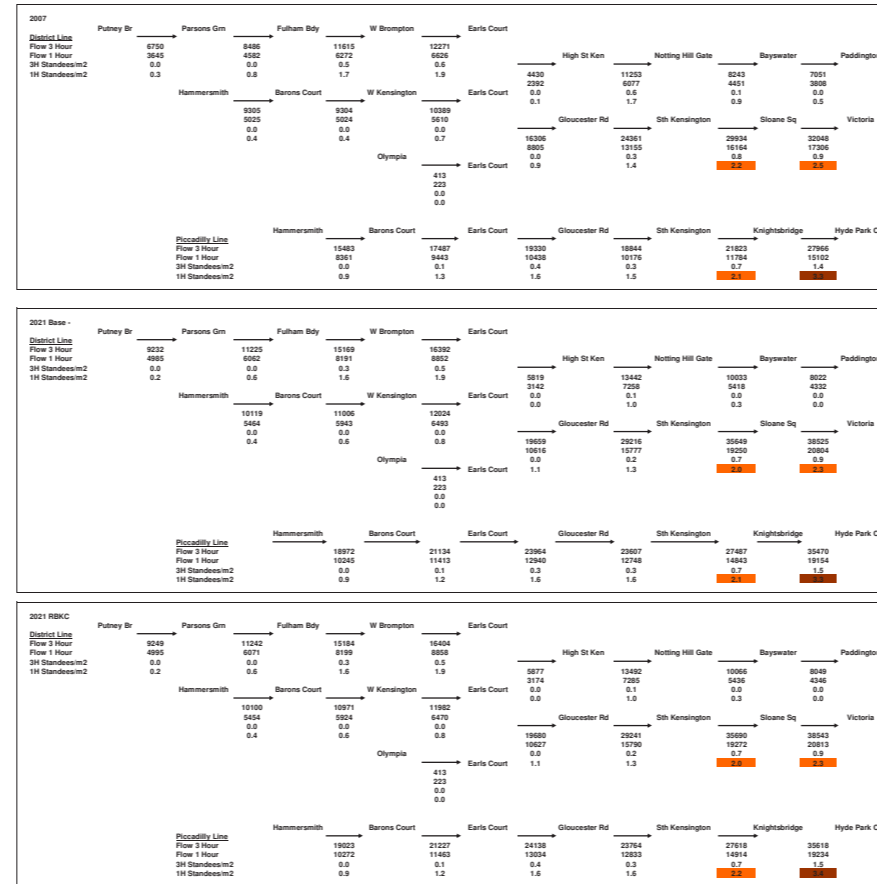 2007
Putney Br Parsons Grn Fulham Bdy W Brompton Earls Court
District Line
Flow 3 Hour 6750 8486 11615 12271
Flow 1 Hour 3645 4582 6272 6626
3H Standees/m2 0.0 0.0 0.5 0.6
1H Standees/m2 0.3 0.8 1.7 1.9
High St Ken Notting Hill Gate Bayswater Paddington
4430 11253 8243 7051
2392 6077 4451 3808
0.0 0.6 0.1 0.0
0.1 1.7 0.9 0.5
Hammersmith Barons Court W Kensington Earls Court
9305 9304 10389
5025 5024 5610
0.0 0.0 0.0
0.4 0.4 0.7
Gloucester Rd Sth Kensington Sloane Sq Victoria
16306 24361 29934 32048
8805 13155 16164 17306
0.0 0.3 0.8 0.9
0.9 1.4 2.2 2.5
Olympia Earls Court
413
223
0.0
0.0
Hammersmith Barons Court Earls Court Gloucester Rd Sth Kensington Knightsbridge Hyde Park C
Piccadilly Line
Flow 3 Hour 15483 17487 19330 18844 21823 27966
Flow 1 Hour 8361 9443 10438 10176 11784 15102
3H Standees/m2 0.0 0.1 0.4 0.3 0.7 1.4
1H Standees/m2 0.9 1.3 1.6 1.5 2.1
2021 Base -
Putney Br Parsons Grn Fulham Bdy W Brompton Earls Court
District Line
Flow 3 Hour 9232 11225 15169 16392
Flow 1 Hour 4985 6062 8191 8852
3H Standees/m2 0.0 0.0 0.3 0.5
1H Standees/m2 0.2 0.6 1.6 1.9
High St Ken Notting Hill Gate Bayswater Paddington
5819 13442 10033 8022
3142 7258 5418 4332
0.0 0.1 0.0 0.0
0.0 1.0 0.3 0.0
Hammersmith Barons Court W Kensington Earls Court
10119 11006 12024
5464 5943 6493
0.0 0.0 0.0
0.4 0.6 0.8
Gloucester Rd Sth Kensington Sloane Sq Victoria
19659 29216 35649 38525
10616 15777 19250 20804
0.0 0.2 0.7 0.9
1.1 1.3 2.0 2.3
Olympia Earls Court
413
223
0.0
0.0
Hammersmith Barons Court Earls Court Gloucester Rd Sth Kensington Knightsbridge Hyde Park C
Piccadilly Line
Flow 3 Hour 18972 21134 23964 23607 27487 35470
Flow 1 Hour 10245 11413 12940 12748 14843 19154
3H Standees/m2 0.0 0.1 0.3 0.3 0.7 1.5
1H Standees/m2 0.9 1.2 1.6 1.6 2.1
2021 RBKC
Putney Br Parsons Grn Fulham Bdy W Brompton Earls Court
District Line
Flow 3 Hour 9249 11242 15184 16404
Flow 1 Hour 4995 6071 8199 8858
3H Standees/m2 0.0 0.0 0.3 0.5
1H Standees/m2 0.2 0.6 1.6 1.9
High St Ken Notting Hill Gate Bayswater Paddington
5877 13492 10066 8049
3174 7285 5436 4346
0.0 0.1 0.0 0.0
0.0 1.0 0.3 0.0
Hammersmith Barons Court W Kensington Earls Court
10100 10971 11982
5454 5924 6470
0.0 0.0 0.0
0.4 0.6 0.8
Gloucester Rd Sth Kensington Sloane Sq Victoria
19680 29241 35690 38543
10627 15790 19272 20813
0.0 0.2 0.7 0.9
1.1 1.3 2.0 2.3
Olympia Earls Court
413
223
0.0
0.0
Hammersmith Barons Court Earls Court Gloucester Rd Sth Kensington Knightsbridge Hyde Park C
Piccadilly Line
Flow 3 Hour 19023 21227 24138 23764 27618 35618
Flow 1 Hour 10272 11463 13034 12833 14914 19234
3H Standees/m2 0.0 0.1 0.4 0.3 0.7 1.5
1H Standees/m2 0.9 1.2 1.6 1.6 2.2